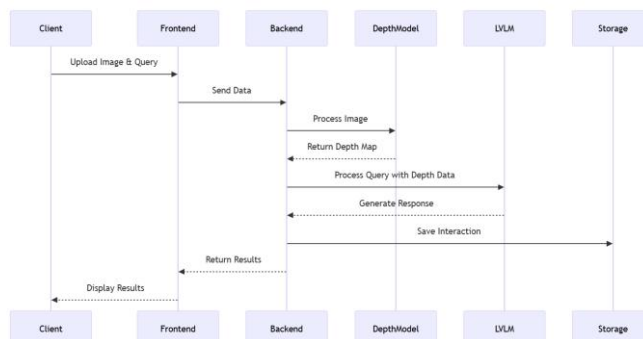 Client Frontend Backend DepthModel LVLM Storage
Upload Image & Query
Send Data
Process Image
Return Depth Map
Process Query with Depth Data
Generate Response
Save Interaction
Return Results
Display Results
Client Frontend Backend DepthModel LVLM Storage